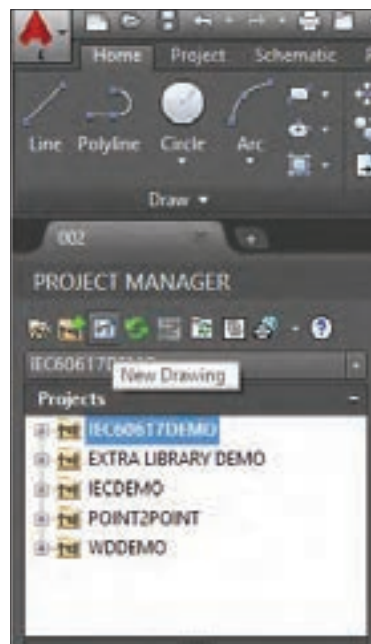 Home Project Schematic
Line Polyline Circle Arc
Draw
002
PROJECT MANAGER
IEC60617DEMO
New Drawing
Projects
IEC60617DEMO
EXTRA LIBRARY DEMO
IECDEMO
POINT2POINT
WDDEMO